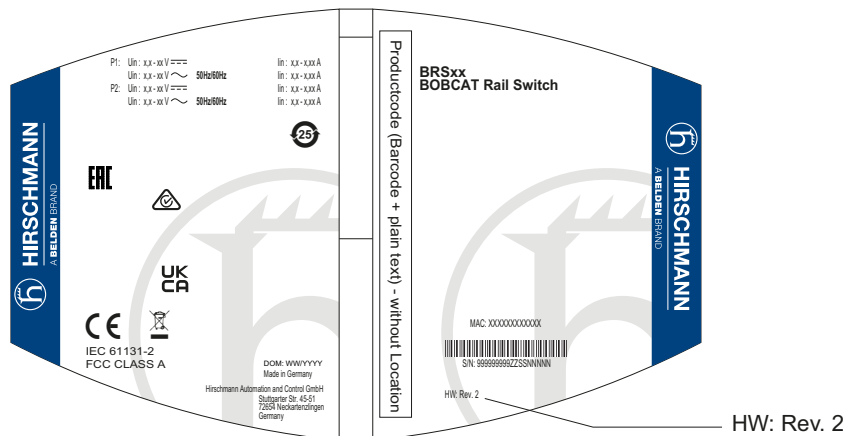 HIRSCHMANN
A BELDEN BRAND
P1: Uin : x,x - xx V Iin : x,x - x,xx A
Uin : x,x - xx V 50Hz/60Hz Iin : x,x - x,xx A
P2: Uin : x,x - xx V Iin : x,x - x,xx A
Uin : x,x - xx V 50Hz/60Hz Iin : x,x - x,xx A
25
EAC
UK
CA
CE
IEC 61131-2
FCC CLASS A
DOM: WW/YYYY
Made in Germany
Hirschmann Automation and Control GmbH
Stuttgarter Str. 45-51
72654 Neckartenzlingen
Germany
Productcode (Barcode + plain text) - without Location
BRSxx
BOBCAT Rail Switch
MAC: XXXXXXXXXXXX
S/N: 999999999ZZSSNNNNN
HW: Rev. 2
HIRSCHMANN
A BELDEN BRAND
HW: Rev. 2